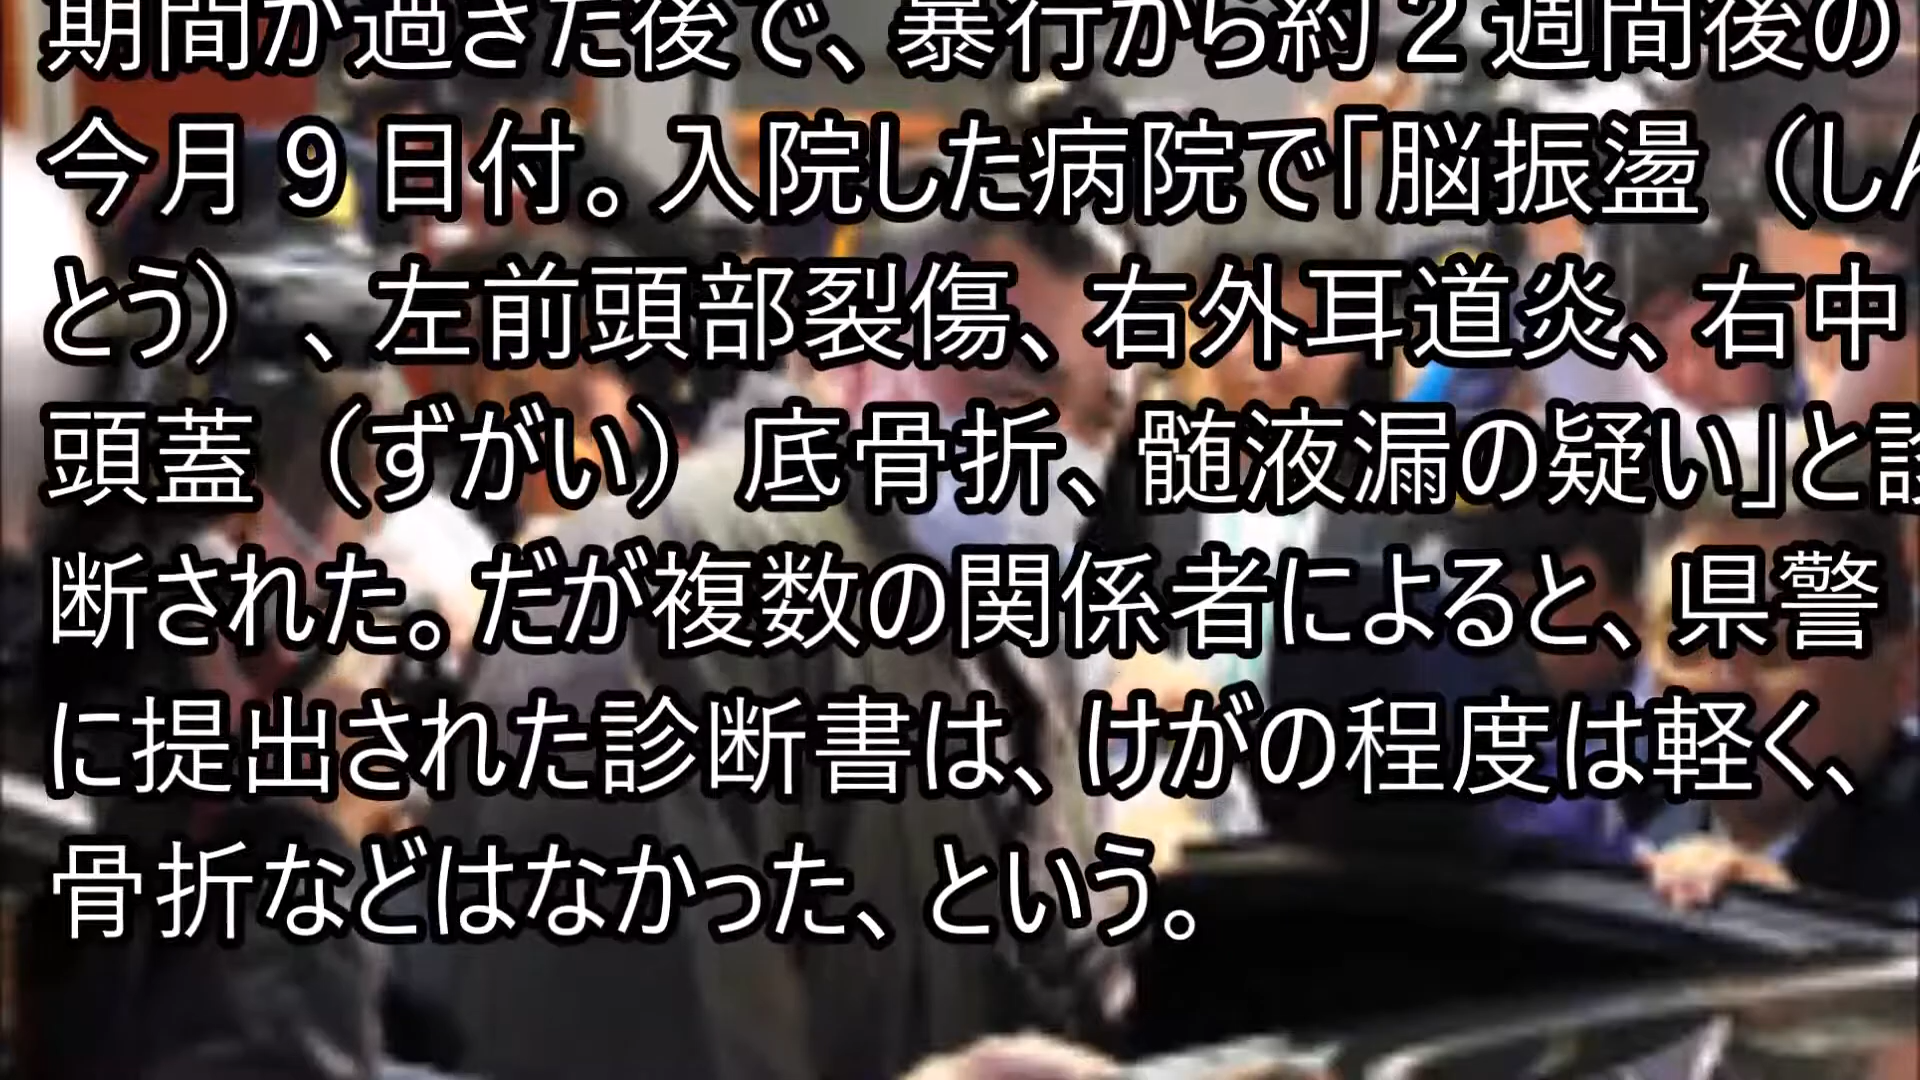 期間が過ぎた後で、暴行から約2週間後の
今月9日付。入院した病院で「脳振盪（しん
とう）、左前頭部裂傷、右外耳道炎、右中
頭蓋（ずがい）底骨折、髄液漏の疑い」と診
断された。だが複数の関係者によると、県警
に提出された診断書は、けがの程度は軽く、
骨折などはなかった、という。